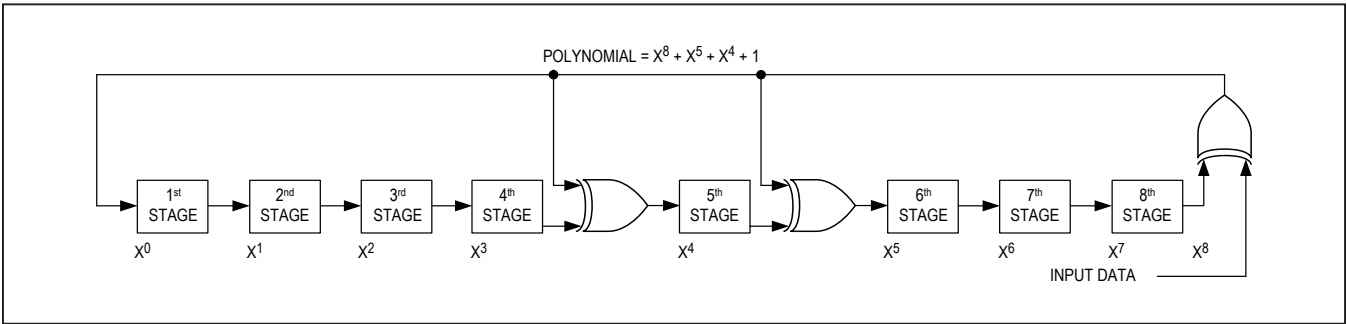 POLYNOMIAL = X⁸ + X⁵ + X⁴ + 1
1ˢᵗ
STAGE
2ⁿᵈ
STAGE
3ʳᵈ
STAGE
4ᵗʰ
STAGE
5ᵗʰ
STAGE
6ᵗʰ
STAGE
7ᵗʰ
STAGE
8ᵗʰ
STAGE
X⁰
X¹
X²
X³
X⁴
X⁵
X⁶
X⁷
X⁸
INPUT DATA